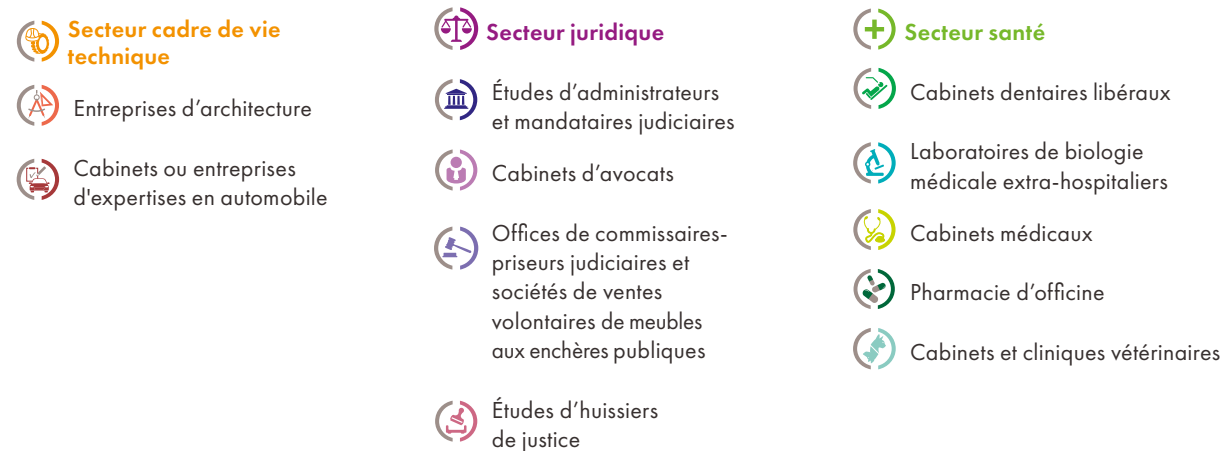 Secteur cadre de vie
technique
Entreprises d’architecture
Cabinets ou entreprises
d'expertises en automobile
Secteur juridique
Études d’administrateurs
et mandataires judiciaires
Cabinets d’avocats
Offices de commissaires-
priseurs judiciaires et
sociétés de ventes
volontaires de meubles
aux enchères publiques
Études d’huissiers
de justice
Secteur santé
Cabinets dentaires libéraux
Laboratoires de biologie
médicale extra-hospitaliers
Cabinets médicaux
Pharmacie d’officine
Cabinets et cliniques vétérinaires